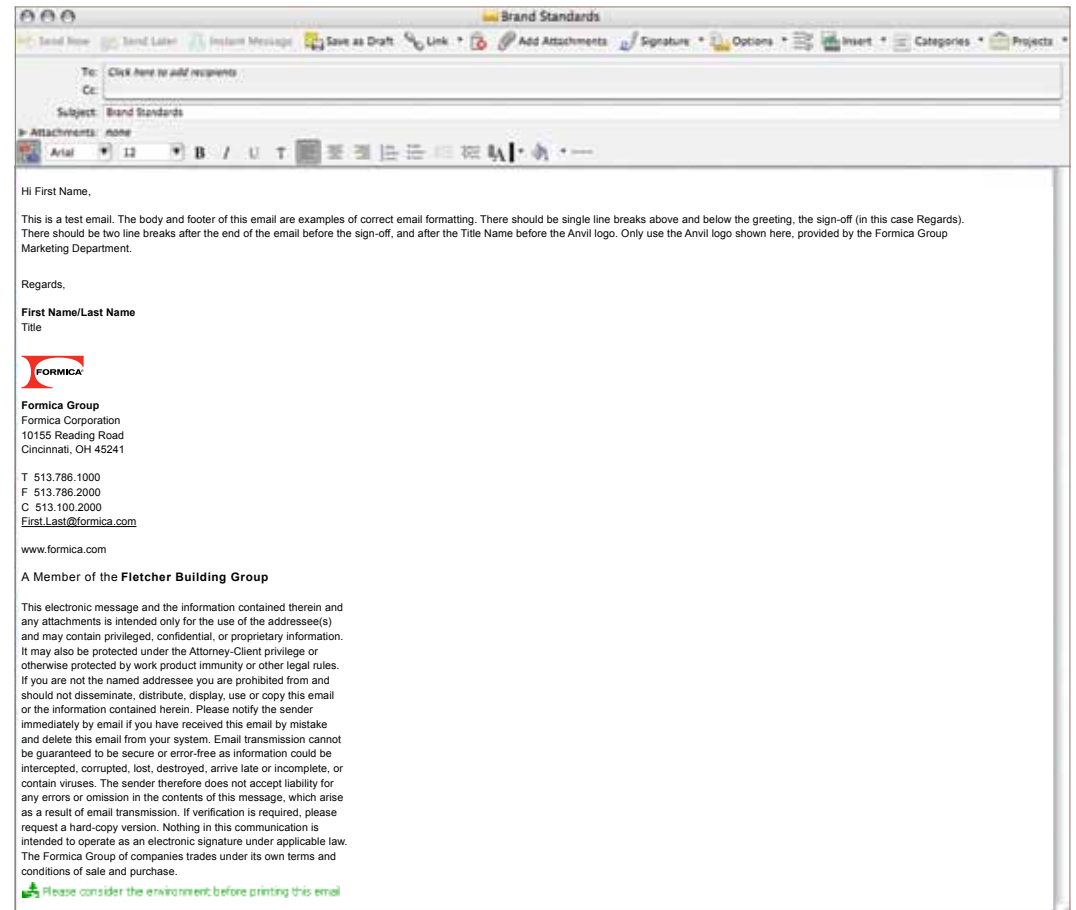 Brand Standards
Send Now Send Later Instant Message Save as Draft Link Add Attachments Signature Options Insert Categories Projects
To: Click here to add recipients
Cc:
Subject: Brand Standards
Attachments: none
Arial 12 B I U T A
Hi First Name,
This is a test email. The body and footer of this email are examples of correct email formatting. There should be single line breaks above and below the greeting, the sign-off (in this case Regards).
There should be two line breaks after the end of the email before the sign-off, and after the Title Name before the Anvil logo. Only use the Anvil logo shown here, provided by the Formica Group
Marketing Department.
Regards,
First Name/Last Name
Title
FORMICA®
Formica Group
Formica Corporation
10155 Reading Road
Cincinnati, OH 45241
T 513.786.1000
F 513.786.2000
C 513.100.2000
First.Last@formica.com
www.formica.com
A Member of the Fletcher Building Group
This electronic message and the information contained therein and
any attachments is intended only for the use of the addressee(s)
and may contain privileged, confidential, or proprietary information.
It may also be protected under the Attorney-Client privilege or
otherwise protected by work product immunity or other legal rules.
If you are not the named addressee you are prohibited from and
should not disseminate, distribute, display, use or copy this email
or the information contained herein. Please notify the sender
immediately by email if you have received this email by mistake
and delete this email from your system. Email transmission cannot
be guaranteed to be secure or error-free as information could be
intercepted, corrupted, lost, destroyed, arrive late or incomplete, or
contain viruses. The sender therefore does not accept liability for
any errors or omission in the contents of this message, which arise
as a result of email transmission. If verification is required, please
request a hard-copy version. Nothing in this communication is
intended to operate as an electronic signature under applicable law.
The Formica Group of companies trades under its own terms and
conditions of sale and purchase.
Please consider the environment before printing this email